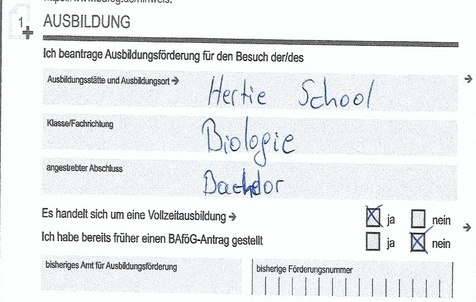 1 AUSBILDUNG
Ich beantrage Ausbildungsförderung für den Besuch der/des
Ausbildungsstätte und Ausbildungsort → Hertie School
Klasse/Fachrichtung Biologie
angestrebter Abschluss Bachelor
Es handelt sich um eine Vollzeitausbildung → ja nein
Ich habe bereits früher einen BAföG-Antrag gestellt ja nein
bisheriges Amt für Ausbildungsförderung bisherige Förderungsnummer